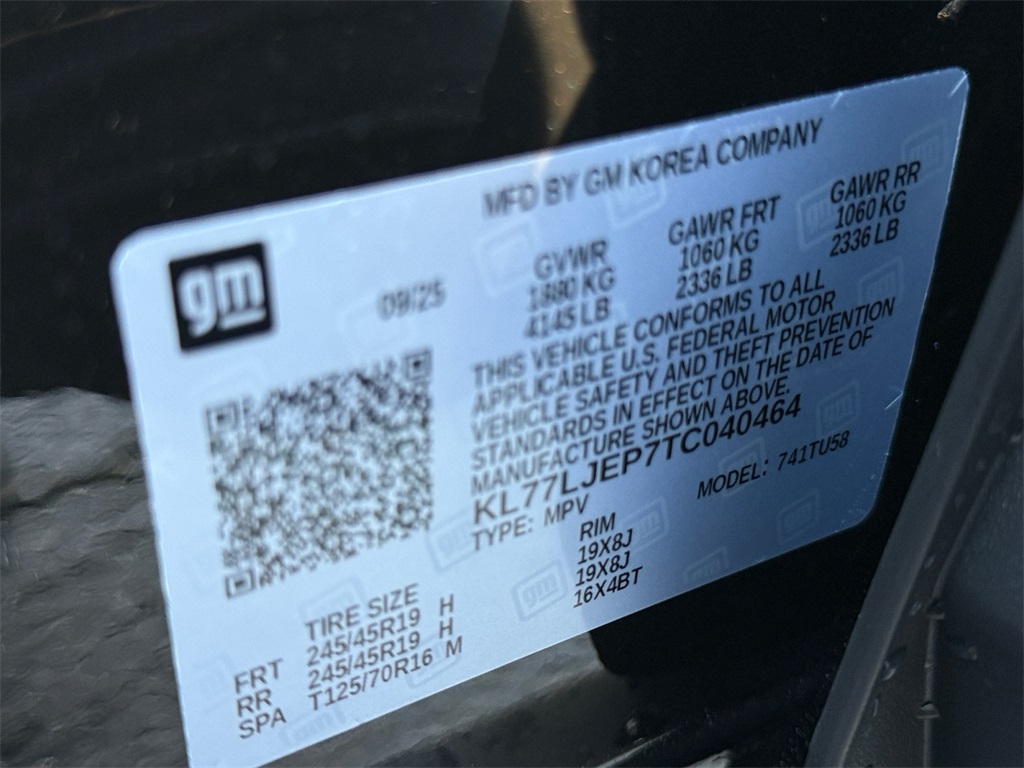 MFD BY GM KOREA COMPANY
gm
09/25
GVWR GAWR FRT GAWR RR
1880 KG 1060 KG 1060 KG
4145 LB 2336 LB 2336 LB
THIS VEHICLE CONFORMS TO ALL
APPLICABLE U.S. FEDERAL MOTOR
VEHICLE SAFETY AND THEFT PREVENTION
STANDARDS IN EFFECT ON THE DATE OF
MANUFACTURE SHOWN ABOVE.
KL77LJEP7TC040464
TYPE: MPV MODEL: 741TU58
TIRE SIZE RIM
FRT 245/45R19 H 19X8J
RR 245/45R19 H 19X8J
SPA T125/70R16 M 16X4BT